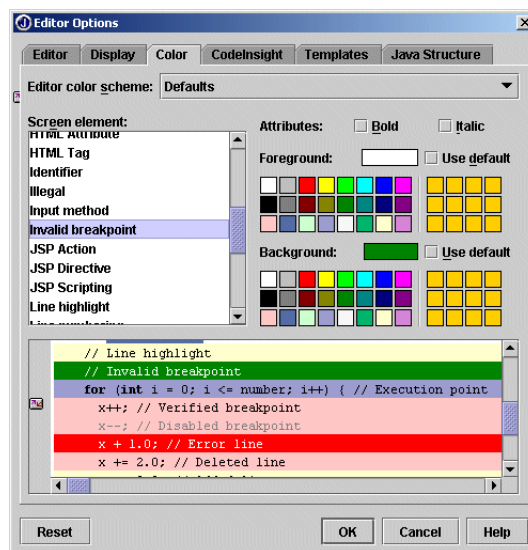 Editor Options
Editor Display Color CodeInsight Templates Java Structure
Editor color scheme: Defaults
Screen element:
HTML Attribute
HTML Tag
Identifier
Illegal
Input method
Invalid breakpoint
JSP Action
JSP Directive
JSP Scripting
Line highlight
Attributes: Bold Italic
Foreground: Use default
Background: Use default
// Line highlight
// Invalid breakpoint
for (int i = 0; i <= number; i++) { // Execution point
x++; // Verified breakpoint
x--; // Disabled breakpoint
x + 1.0; // Error line
x += 2.0; // Deleted line
Reset OK Cancel Help